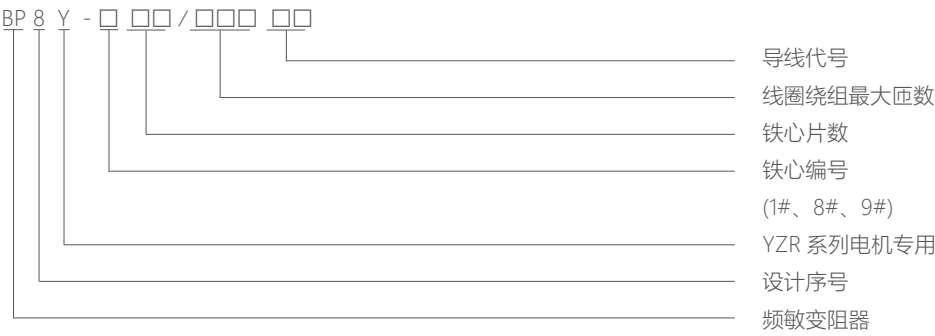 BP 8 Y - □ □□ / □□□ □□
导线代号
线圈绕组最大匝数
铁心片数
铁心编号
(1#、8#、9#)
YZR 系列电机专用
设计序号
频敏变阻器